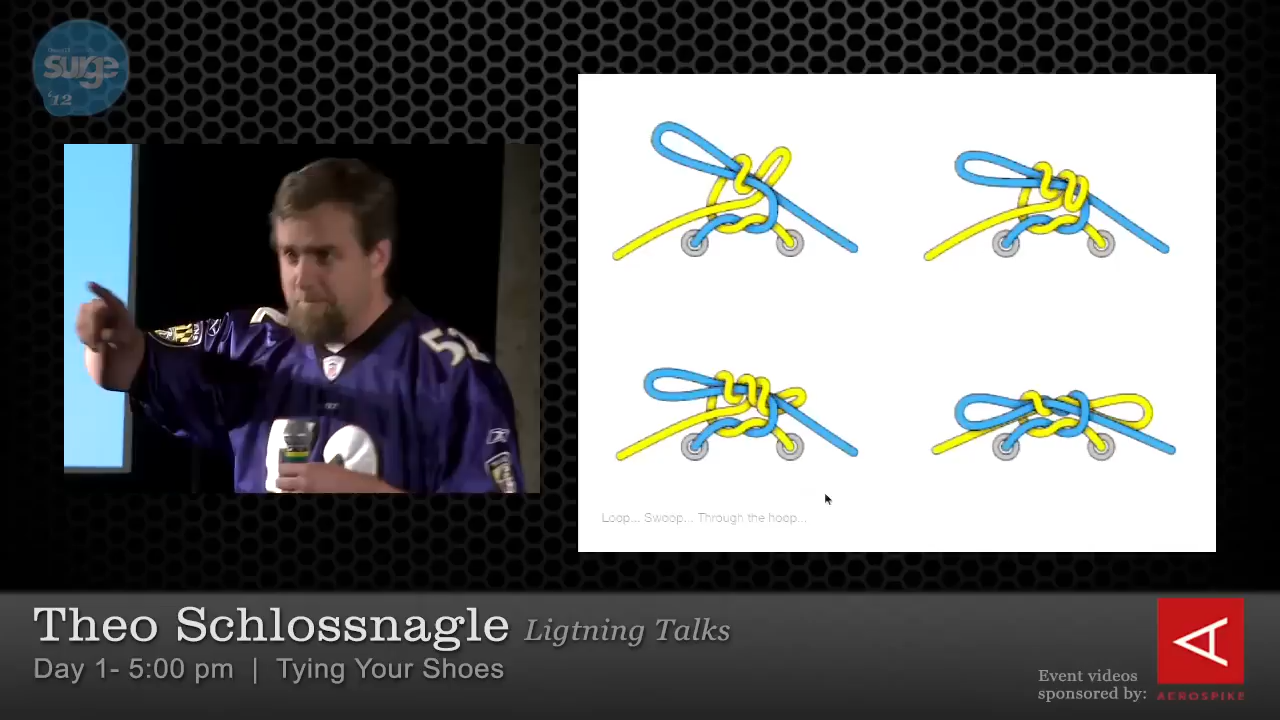 surge
'12
52
Loop... Swoop... Through the hoop...
Theo Schlossnagle Ligtning Talks
Day 1- 5:00 pm | Tying Your Shoes
Event videos
sponsored by:
AEROSPIKE